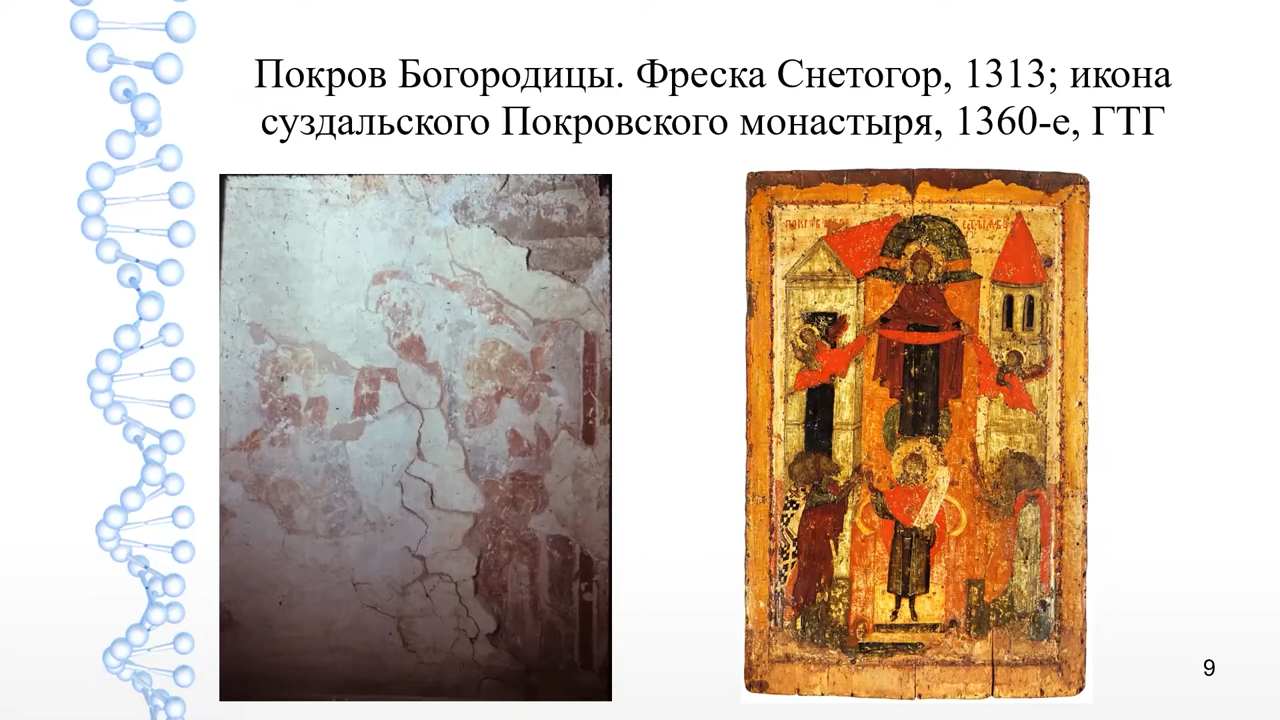 Покров Богородицы. Фреска Снетогор, 1313; икона
суздальского Покровского монастыря, 1360-е, ГТГ
9